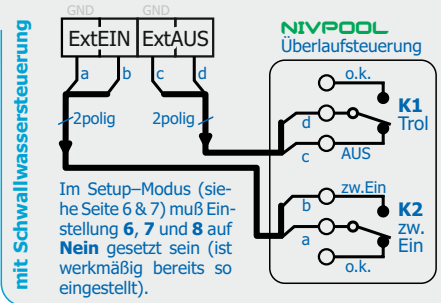 mit Schwallwassersteuerung
GND GND
ExtEIN ExtAUS
a b c d
2polig 2polig
NIVPOOL
Überlaufsteuerung
o.k.
K1
d Trol
c AUS
zw.Ein
b K2
zw.
a Ein
o.k.
Im Setup–Modus (sie-
he Seite 6 & 7) muß Ein-
stellung 6, 7 und 8 auf
Nein gesetzt sein (ist
werkmäßig bereits so
eingestellt).